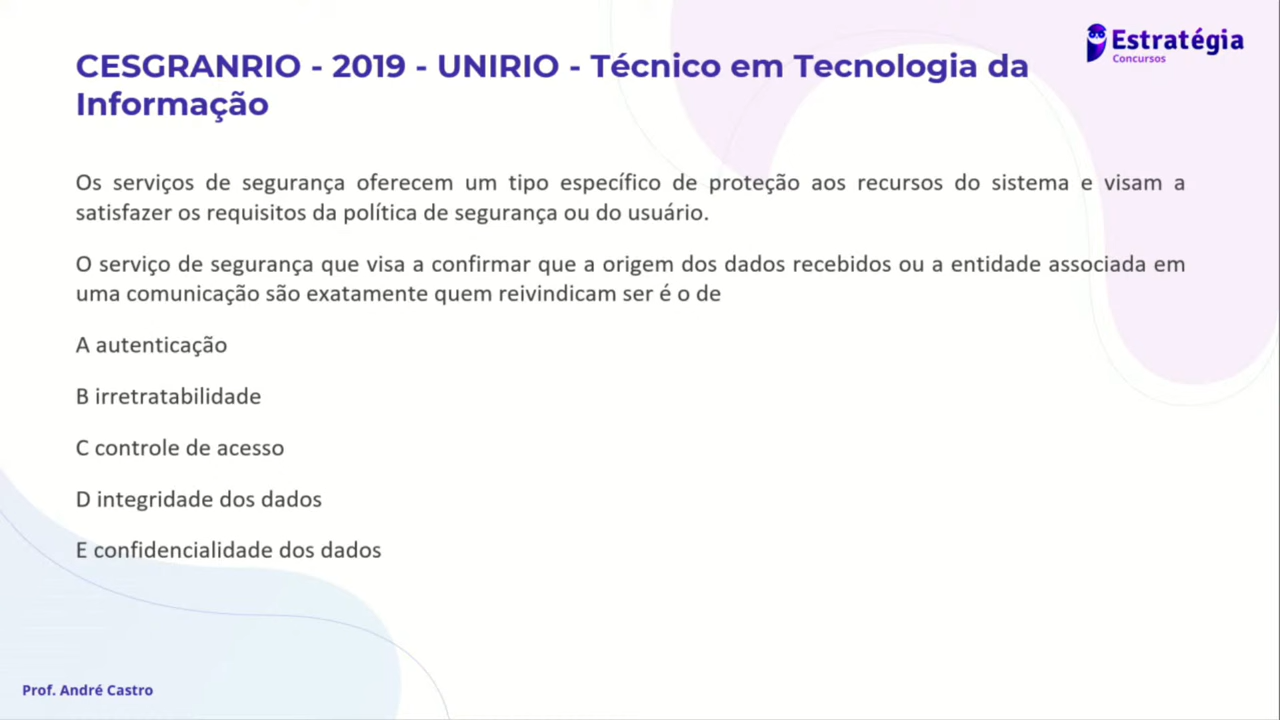 Estratégia
Concursos
CESGRANRIO - 2019 - UNIRIO - Técnico em Tecnologia da
Informação
Os serviços de segurança oferecem um tipo específico de proteção aos recursos do sistema e visam a
satisfazer os requisitos da política de segurança ou do usuário.
O serviço de segurança que visa a confirmar que a origem dos dados recebidos ou a entidade associada em
uma comunicação são exatamente quem reivindicam ser é o de
A autenticação
B irretratabilidade
C controle de acesso
D integridade dos dados
E confidencialidade dos dados
Prof. André Castro